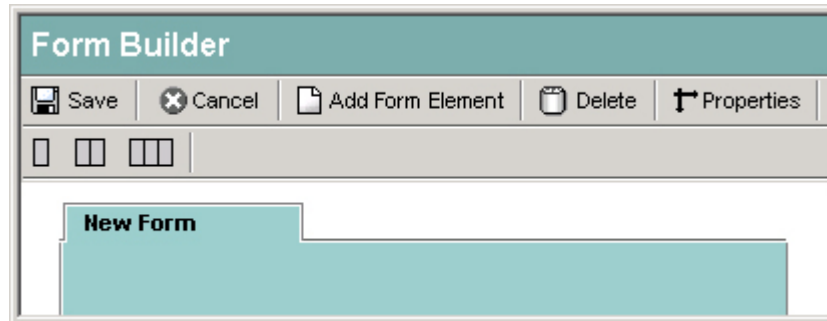 Form Builder
Save Cancel Add Form Element Delete Properties
New Form